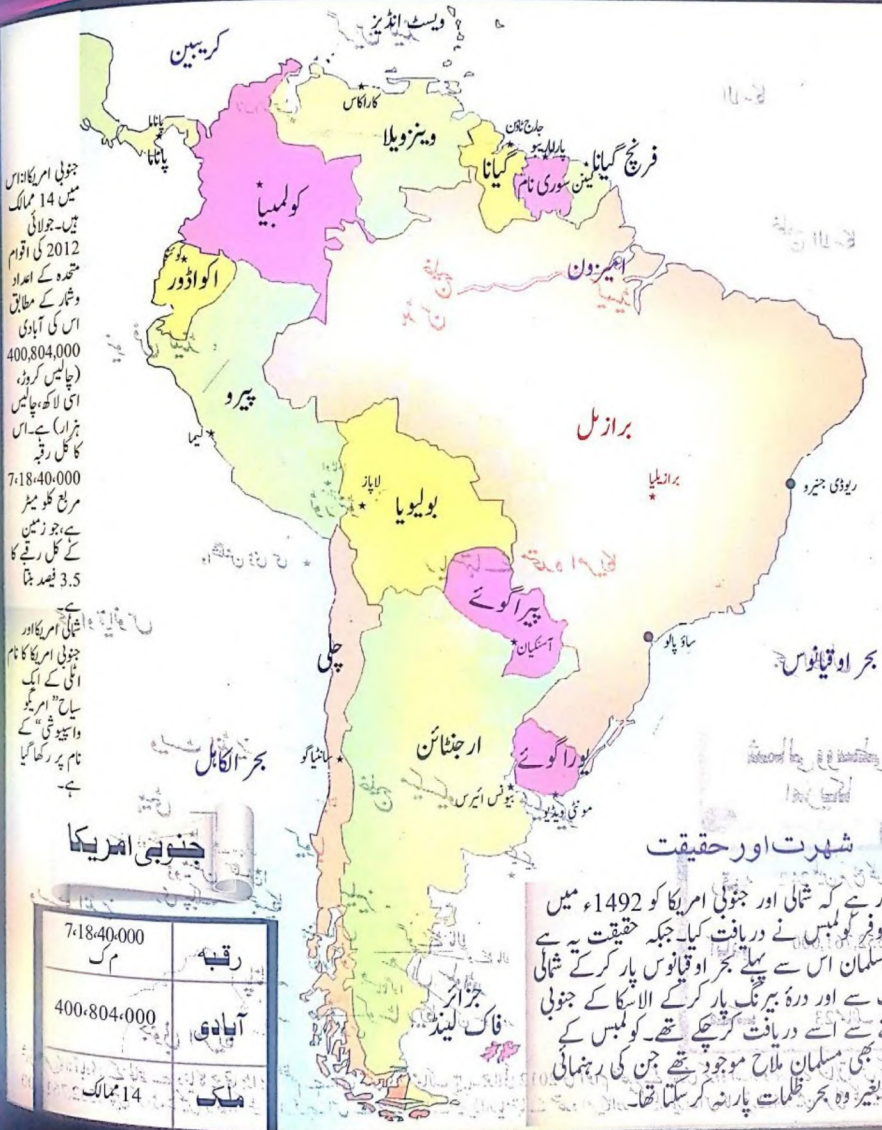 ویسٹ انڈیز
کریبین
پاناما
پاناما
کاراکاس
وینزویلا
جارج ٹاؤن
گیانا
پارامار یبو
سوری نام
کیئن
فرنچ گیانا
کولمبیا
کوئٹو
اکواڈور
امیزون
پیرو
لیما
برازیل
برازیلیا
ریوڈی جنیرو
لاپاز
بولیویا
پیراگوئے
آسنکیان
ساؤ پالو
بحر اوقیانوس
چلی
سانتیاگو
ارجنٹائن
بیونس ائیرس
یوراگوئے
مونٹی ویڈیو
بحر الکاہل
جزائر
فاک لینڈ
جنوبی امریکا:اس
میں 14 ممالک
ہیں۔جولائی
2012 کی اقوام
متحدہ کے اعداد
وشمار کے مطابق
اس کی آبادی
400,804,000
(چالیس کروڑ،
اسی لاکھ،چالیس
ہزار) ہے۔اس
کا کل رقبہ
7،18،40،000
مربع کلو میٹر
ہے،جو زمین
کے کل رقبے کا
3.5 فیصد بنتا
ہے۔
شمالی امریکا اور
جنوبی امریکا کا نام
اٹلی کے ایک
سیاح "امریگو
واسپیوشی" کے
نام پر رکھا گیا
ہے۔
جنوبی امریکا
رقبہ 7،18،40،000 م ک
آبادی 400،804،000
ملک 14 ممالک
شہرت اور حقیقت
رہے کہ شمالی اور جنوبی امریکا کو 1492ء میں
کولمبس نے دریافت کیا۔جبکہ حقیقت یہ ہے
مسلمان اس سے پہلے بحر اوقیانوس پار کرکے شمالی
سے اور درۂ بیرنگ پار کرکے الاسکا کے جنوبی
سے اسے دریافت کرچکے تھے۔کولمبس کے
بھی مسلمان ملاح موجود تھے جن کی رہنمائی
بغیر وہ بحر ظلمات پار نہ کرسکتا تھا۔